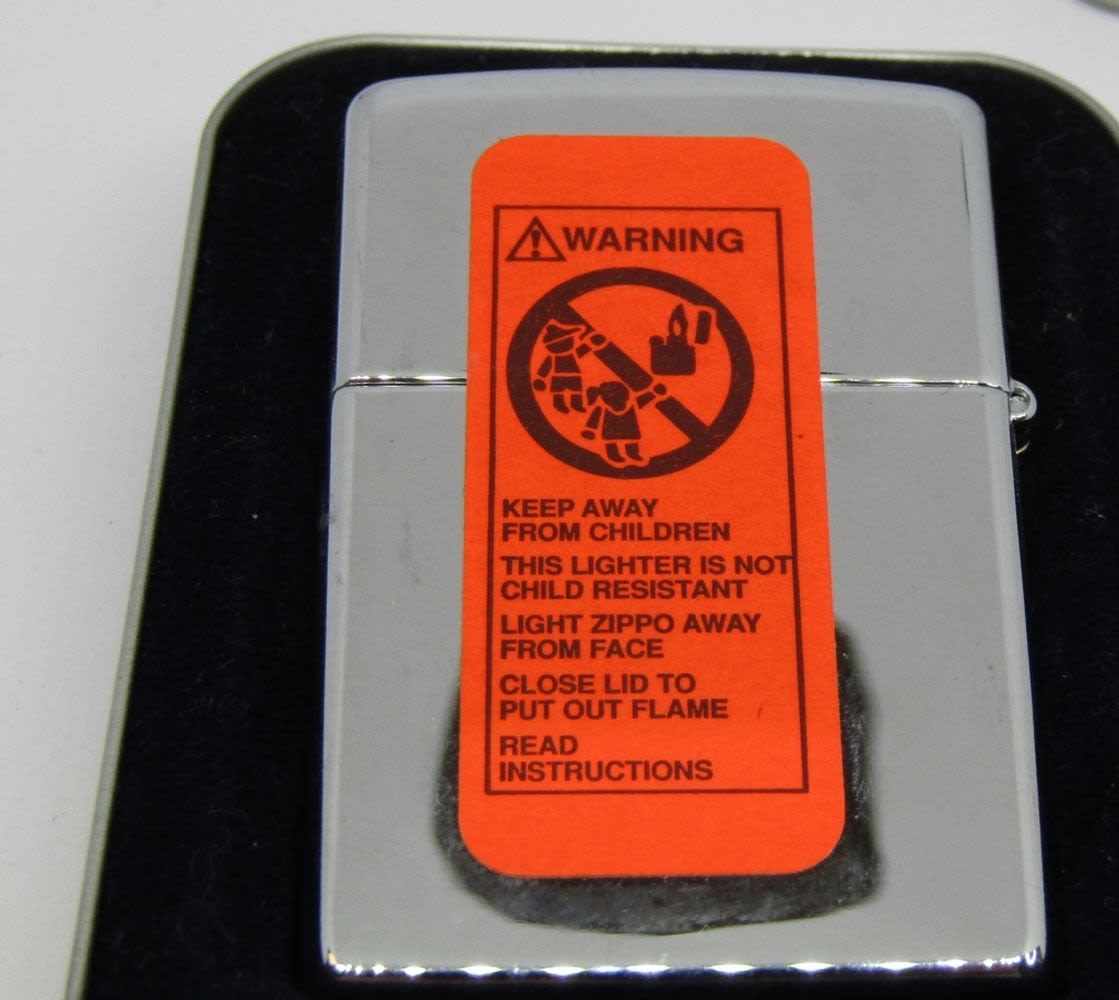 WARNING
KEEP AWAY
FROM CHILDREN
THIS LIGHTER IS NOT
CHILD RESISTANT
LIGHT ZIPPO AWAY
FROM FACE
CLOSE LID TO
PUT OUT FLAME
READ
INSTRUCTIONS